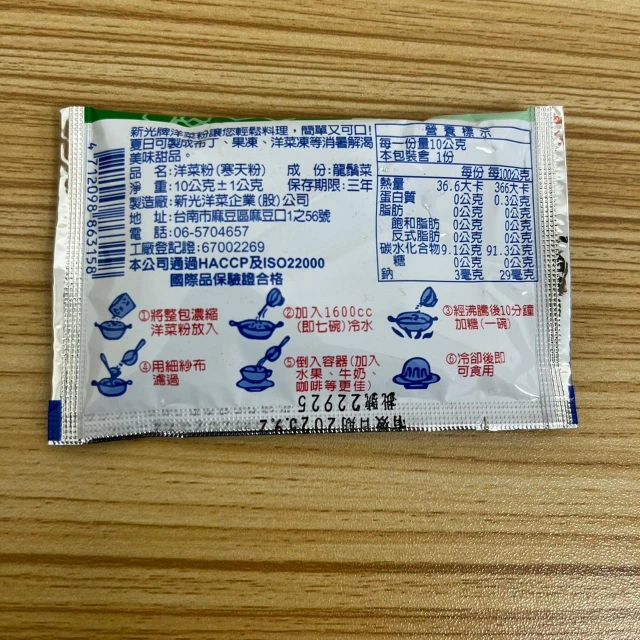 新光牌洋菜粉讓您輕鬆料理，簡單又可口！
夏日可製成布丁、果凍、洋菜凍等消暑解渴
美味甜品。
品 名：洋菜粉(寒天粉) 成 份：龍鬚菜
淨 重：10公克±1公克 保存期限：三年
製造廠：新光洋菜企業(股)公司
地 址：台南市麻豆區麻豆口1之56號
電 話：06-5704657
工廠登記證：67002269
本公司通過HACCP及ISO22000
國際品保驗證合格
4 712098 863158
營養標示
每一份量10公克
本包裝含 1份
每份 每100公克
熱量 36.6大卡 366大卡
蛋白質 0公克 0.3公克
脂肪 0公克 0公克
飽和脂肪 0公克 0公克
反式脂肪 0公克 0公克
碳水化合物 9.1公克 91.3公克
糖 0公克 0公克
鈉 3毫克 29毫克
①將整包濃縮
洋菜粉放入
②加入1600cc
(即七碗)冷水
③經沸騰後10分鐘
加糖(一碗)
④用細紗布
濾過
⑤倒入容器(加入
水果、牛奶、
咖啡等更佳)
⑥冷卻後即
可食用
批號22925
有效日期2025.9.2